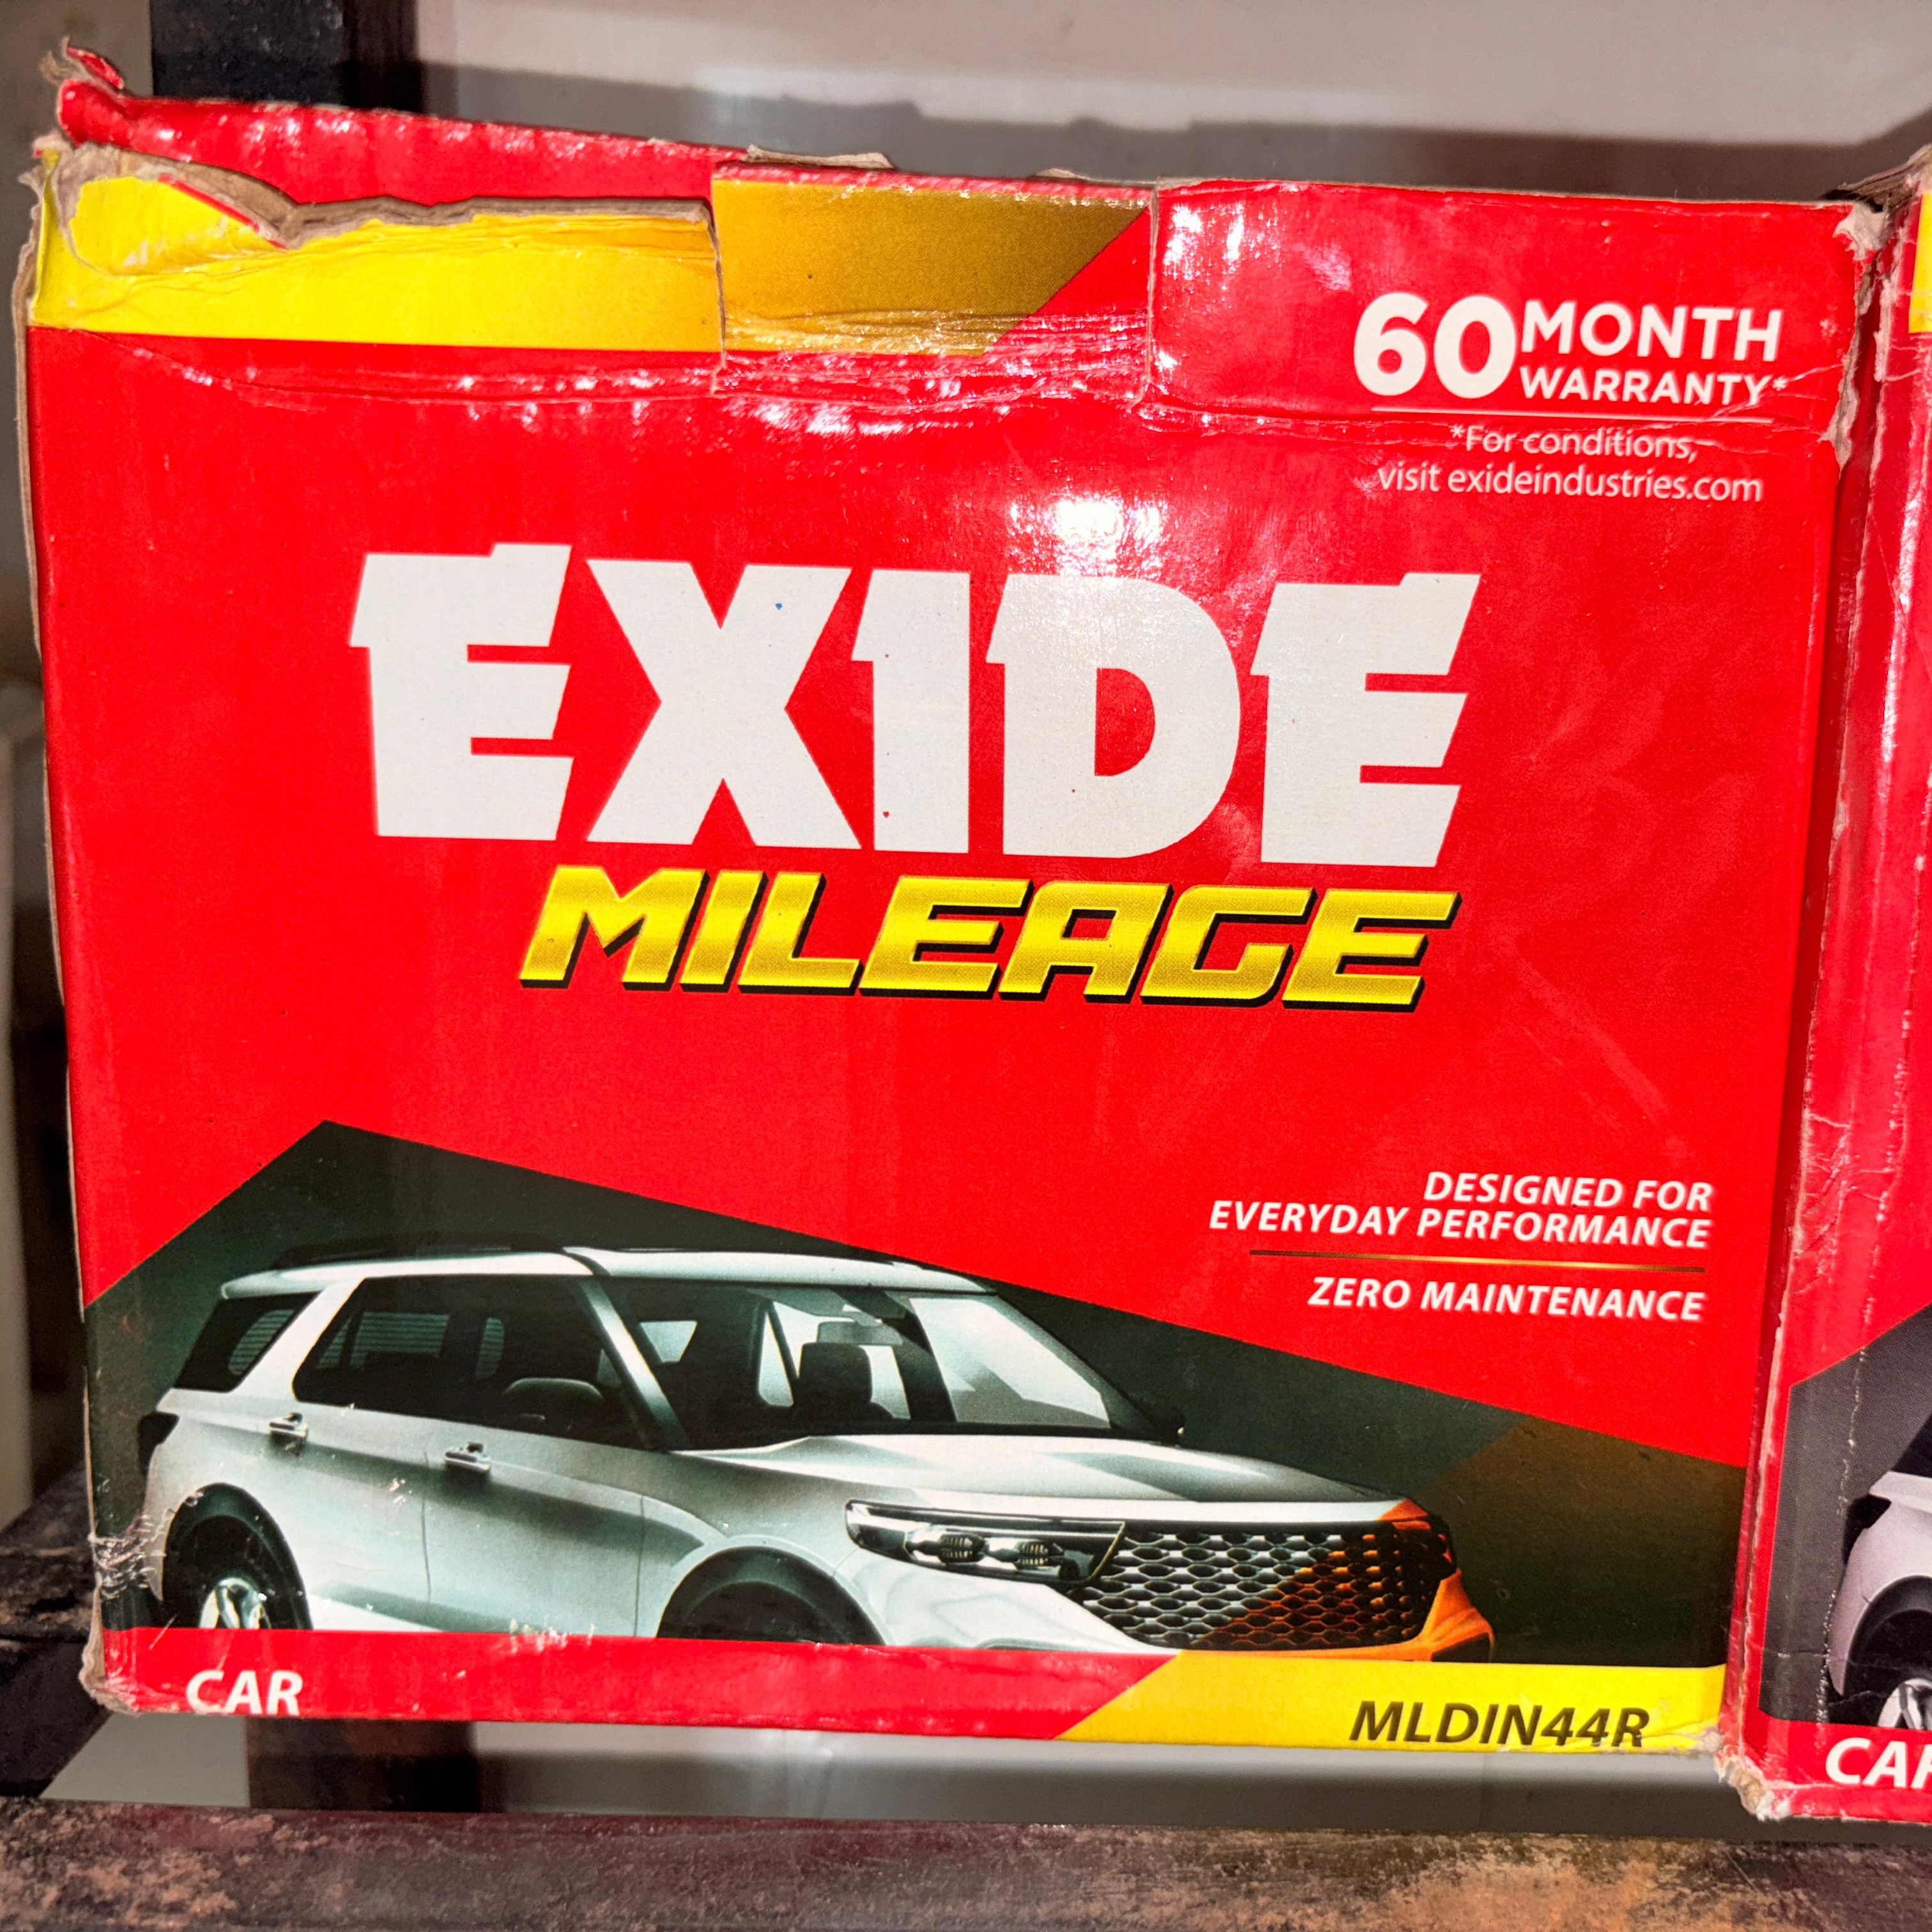 60 MONTH
WARRANTY*
*For conditions,
visit exideindustries.com
EXIDE
MILEAGE
DESIGNED FOR
EVERYDAY PERFORMANCE
ZERO MAINTENANCE
CAR
MLDIN44R